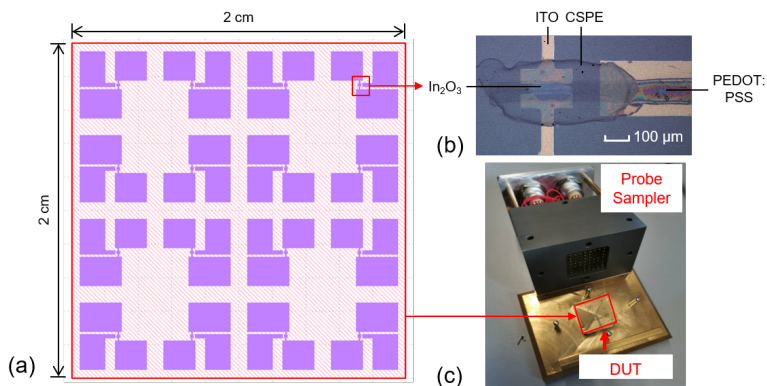 2 cm
2 cm
(a)
ITO CSPE
In₂O₃
PEDOT:
PSS
100 µm
(b)
Probe
Sampler
DUT
(c)